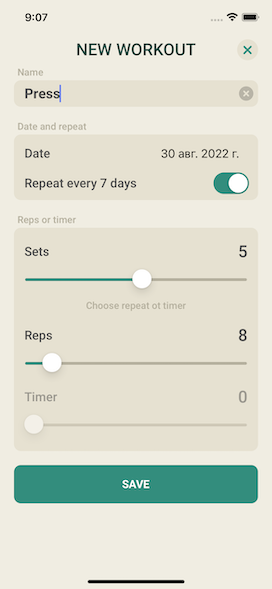 9:07
NEW WORKOUT
Name
Press
Date and repeat
Date 30 авг. 2022 г.
Repeat every 7 days
Reps or timer
Sets 5
Choose repeat ot timer
Reps 8
Timer 0
SAVE